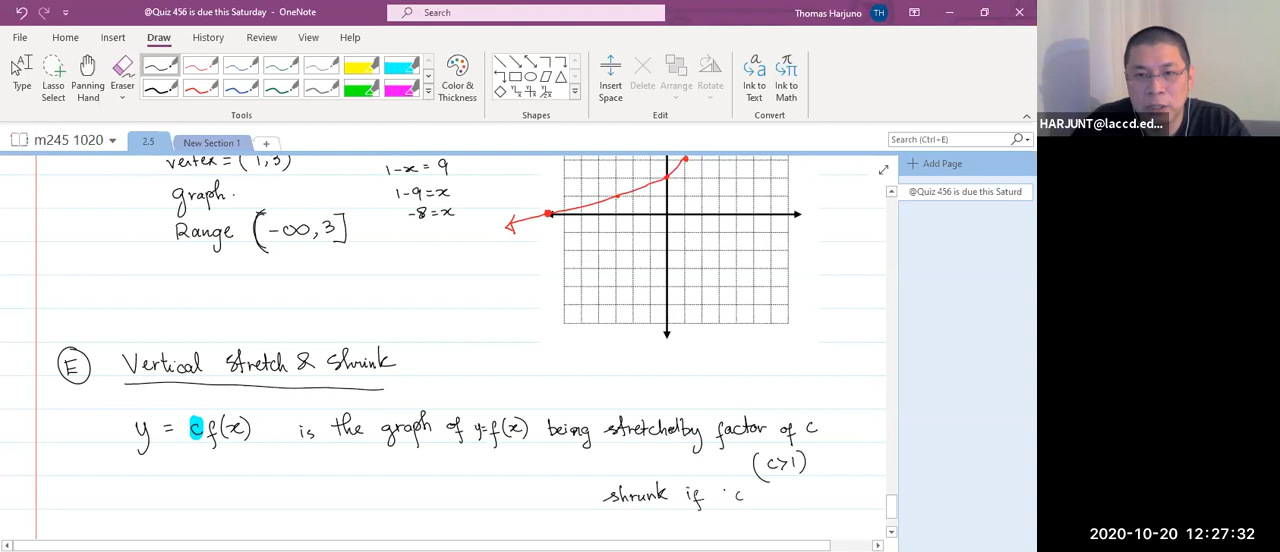 @Quiz 456 is due this Saturday - OneNote
Search
Thomas Harjuno TH
File Home Insert Draw History Review View Help
Type
Lasso Select
Panning Hand
Eraser
Color & Thickness
Insert Space
Delete
Arrange
Rotate
Ink to Text
Ink to Math
Tools Shapes Edit Convert
m245 1020
2.5
New Section 1
Search (Ctrl+E)
HARJUNT@laccd.ed...
Add Page
@Quiz 456 is due this Saturd
vertex = (1,3)
1-x = 9
graph.
1-9 = x
-8 = x
Range (-∞, 3]
E Vertical stretch & shrink
y = c f(x) is the graph of y=f(x) being stretched by factor of c
(c>1)
shrunk if c
2020-10-20 12:27:32